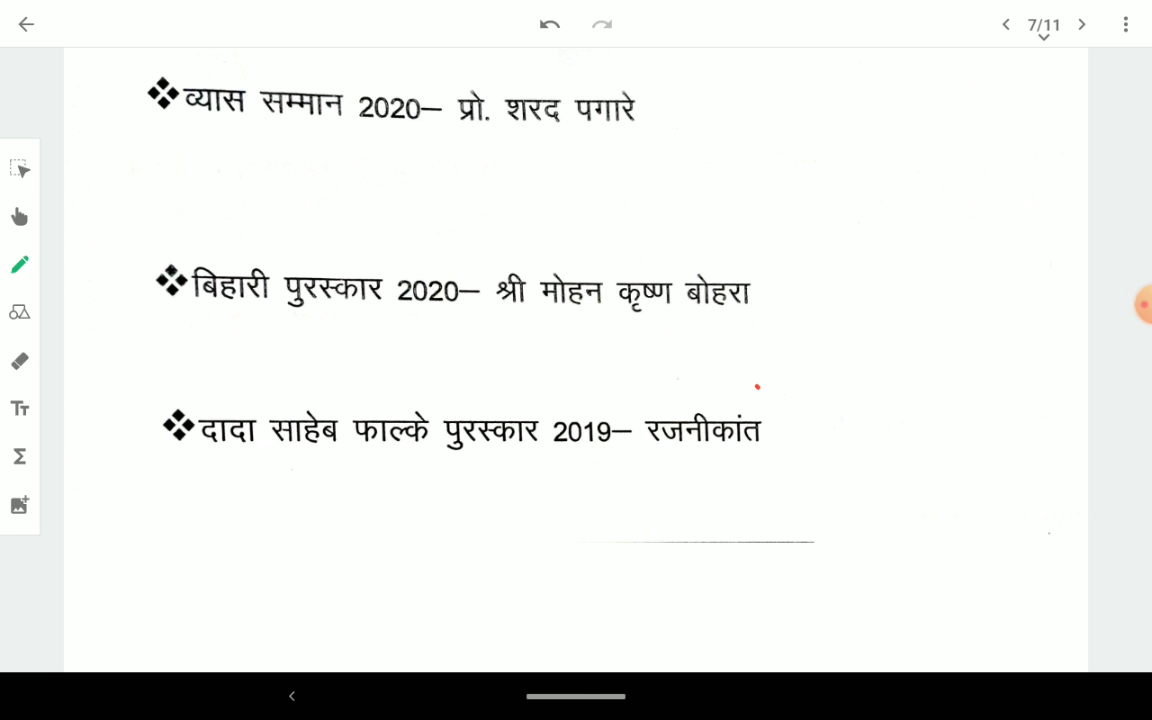 7/11
❖व्यास सम्मान 2020– प्रो. शरद पगारे
❖बिहारी पुरस्कार 2020– श्री मोहन कृष्ण बोहरा
❖दादा साहेब फाल्के पुरस्कार 2019– रजनीकांत